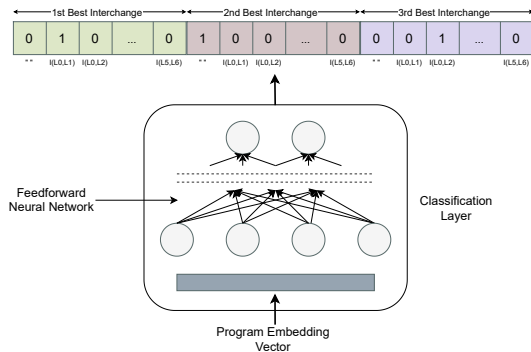 1st Best Interchange 2nd Best Interchange 3rd Best Interchange
0 1 0 ... 0 1 0 0 ... 0 0 0 1 ... 0
" " I(L0,L1) I(L0,L2) I(L5,L6) " " I(L0,L1) I(L0,L2) I(L5,L6) " " I(L0,L1) I(L0,L2) I(L5,L6)
Feedforward
Neural Network
Classification
Layer
Program Embedding
Vector